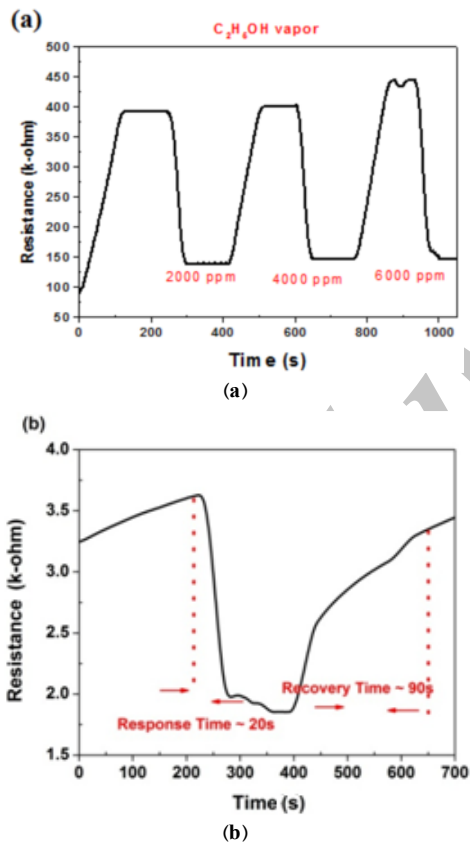 (a)
C₂H₆OH vapor
500
450
400
350
300
250
200
150
100
50
Resistance (k-ohm)
2000 ppm
4000 ppm
6000 ppm
0
200
400
600
800
1000
Time (s)
(a)
(b)
4.0
3.5
3.0
2.5
2.0
1.5
Resistance (k-ohm)
Recovery Time ~ 90s
Response Time ~ 20s
0
100
200
300
400
500
600
700
Time (s)
(b)